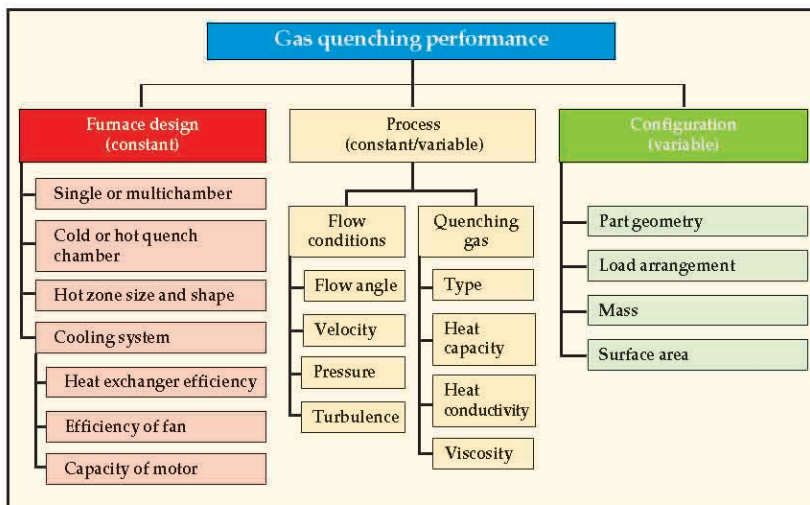 Gas quenching performance
Furnace design
(constant)
Single or multichamber
Cold or hot quench
chamber
Hot zone size and shape
Cooling system
Heat exchanger efficiency
Efficiency of fan
Capacity of motor
Process
(constant/variable)
Flow
conditions
Flow angle
Velocity
Pressure
Turbulence
Quenching
gas
Type
Heat
capacity
Heat
conductivity
Viscosity
Configuration
(variable)
Part geometry
Load arrangement
Mass
Surface area